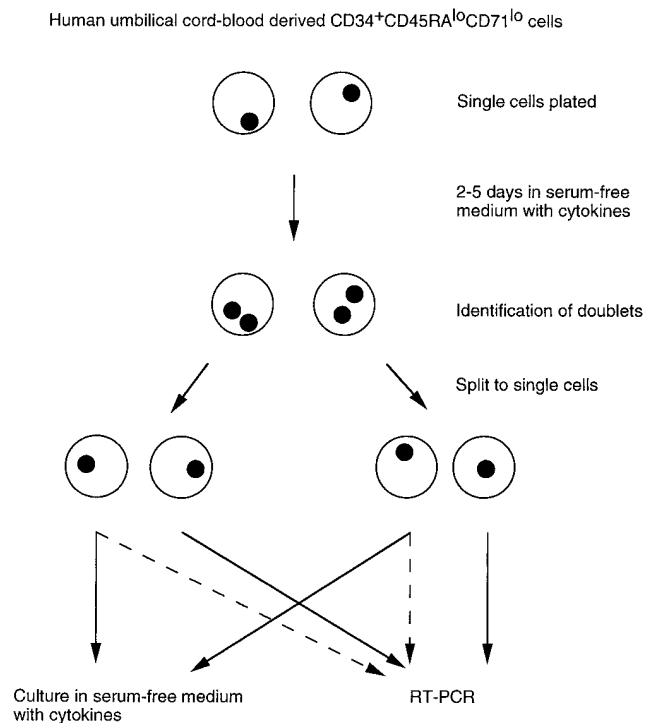 Human umbilical cord-blood derived CD34+CD45RAloCD71lo cells
Single cells plated
2-5 days in serum-free
medium with cytokines
Identification of doublets
Split to single cells
Culture in serum-free medium
with cytokines
RT-PCR